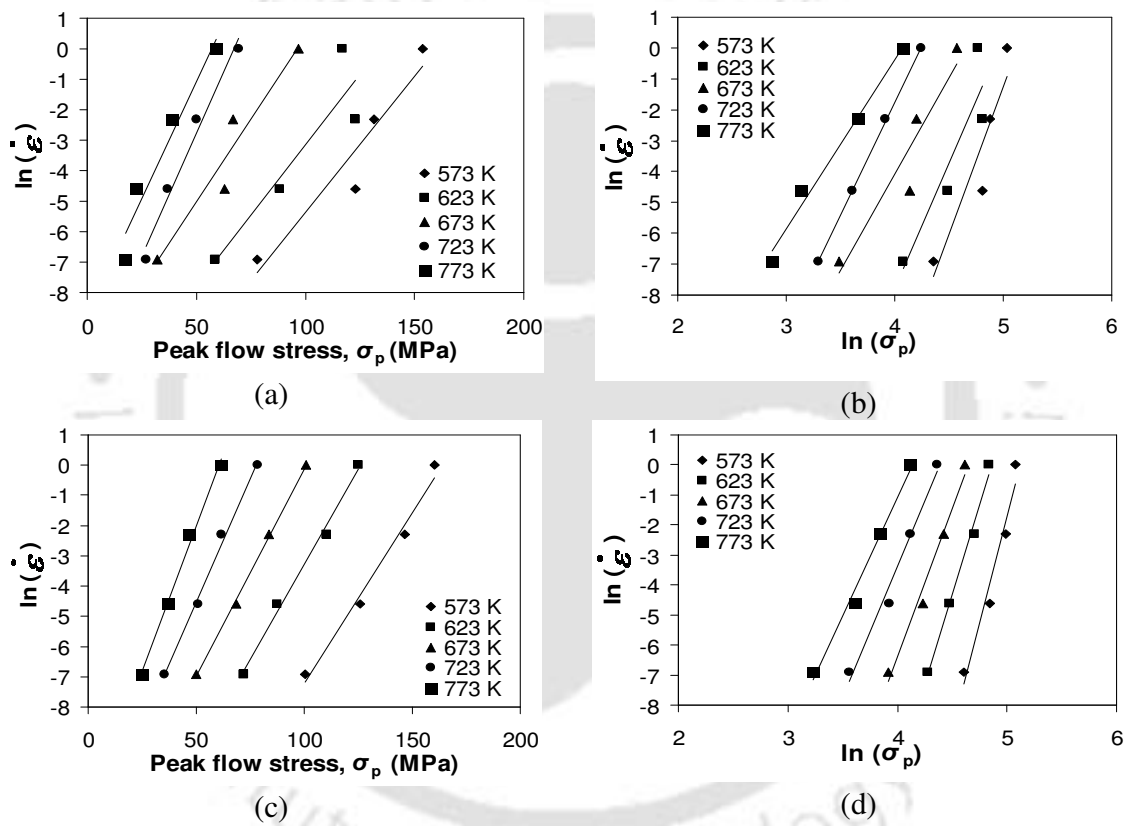 1
0
-1
-2
-3
-4
-5
-6
-7
-8
0 50 100 150 200
ln (ε̇)
Peak flow stress, σp (MPa)
573 K
623 K
673 K
723 K
773 K
(a)
1
0
-1
-2
-3
-4
-5
-6
-7
-8
2 3 4 5 6
ln (ε̇)
ln (σp)
573 K
623 K
673 K
723 K
773 K
(b)
1
0
-1
-2
-3
-4
-5
-6
-7
-8
0 50 100 150 200
ln (ε̇)
Peak flow stress, σp (MPa)
573 K
623 K
673 K
723 K
773 K
(c)
1
0
-1
-2
-3
-4
-5
-6
-7
-8
2 3 4 5 6
ln (ε̇)
ln (σp)
573 K
623 K
673 K
723 K
773 K
(d)